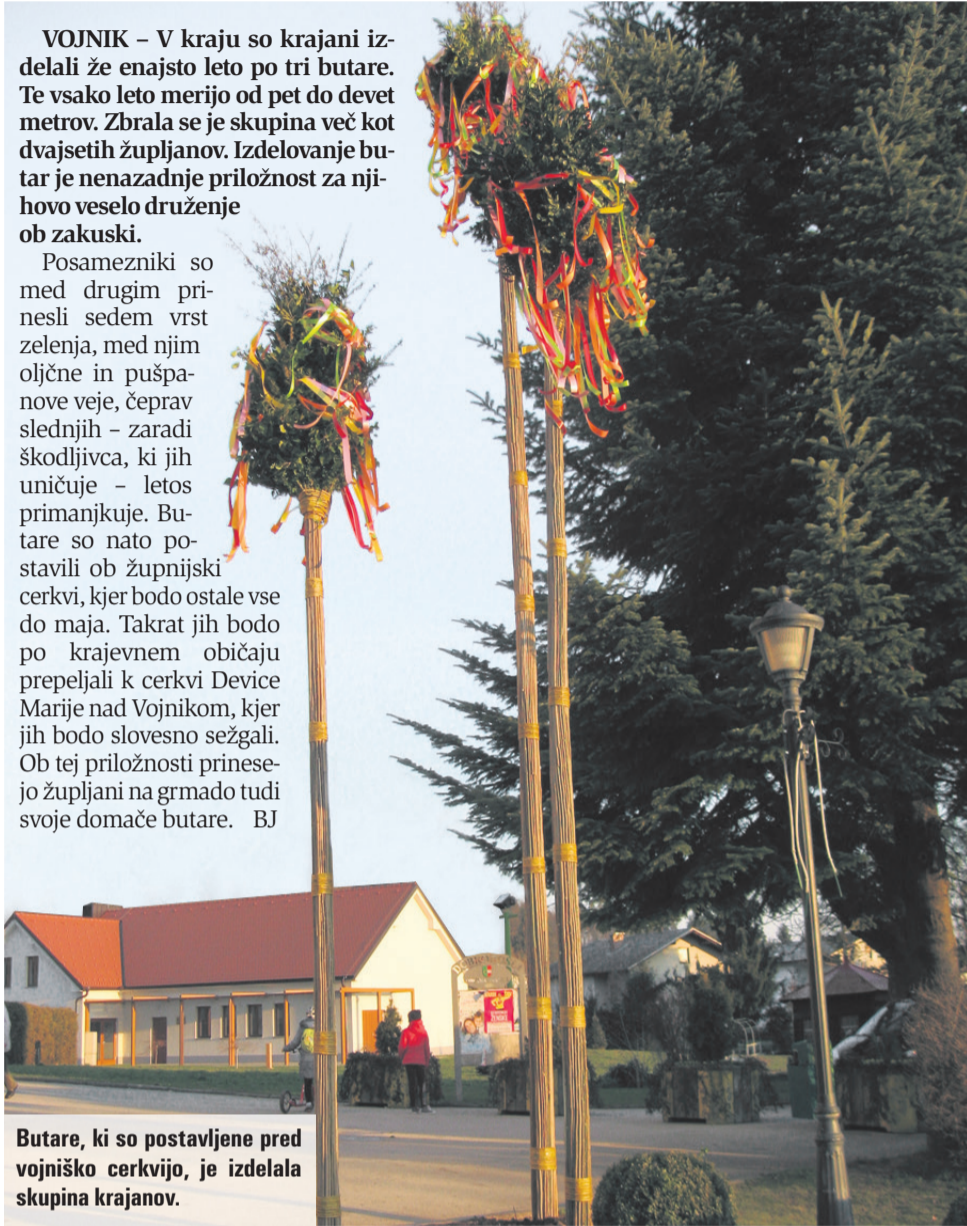 VOJNIK – V kraju so krajani iz-
delali že enajsto leto po tri butare.
Te vsako leto merijo od pet do devet
metrov. Zbrala se je skupina več kot
dvajsetih župljanov. Izdelovanje bu-
tar je nenazadnje priložnost za nji-
hovo veselo druženje
ob zakuski.
Posamezniki so
med drugim pri-
nesli sedem vrst
zelenja, med njim
oljčne in pušpa-
nove veje, čeprav
slednjih – zaradi
škodljivca, ki jih
uničuje – letos
primanjkuje. Bu-
tare so nato po-
stavili ob župnijski
cerkvi, kjer bodo ostale vse
do maja. Takrat jih bodo
po krajevnem običaju
prepeljali k cerkvi Device
Marije nad Vojnikom, kjer
jih bodo slovesno sežgali.
Ob tej priložnosti prinese-
jo župljani na grmado tudi
svoje domače butare. BJ
Butare, ki so postavljene pred
vojniško cerkvijo, je izdelala
skupina krajanov.